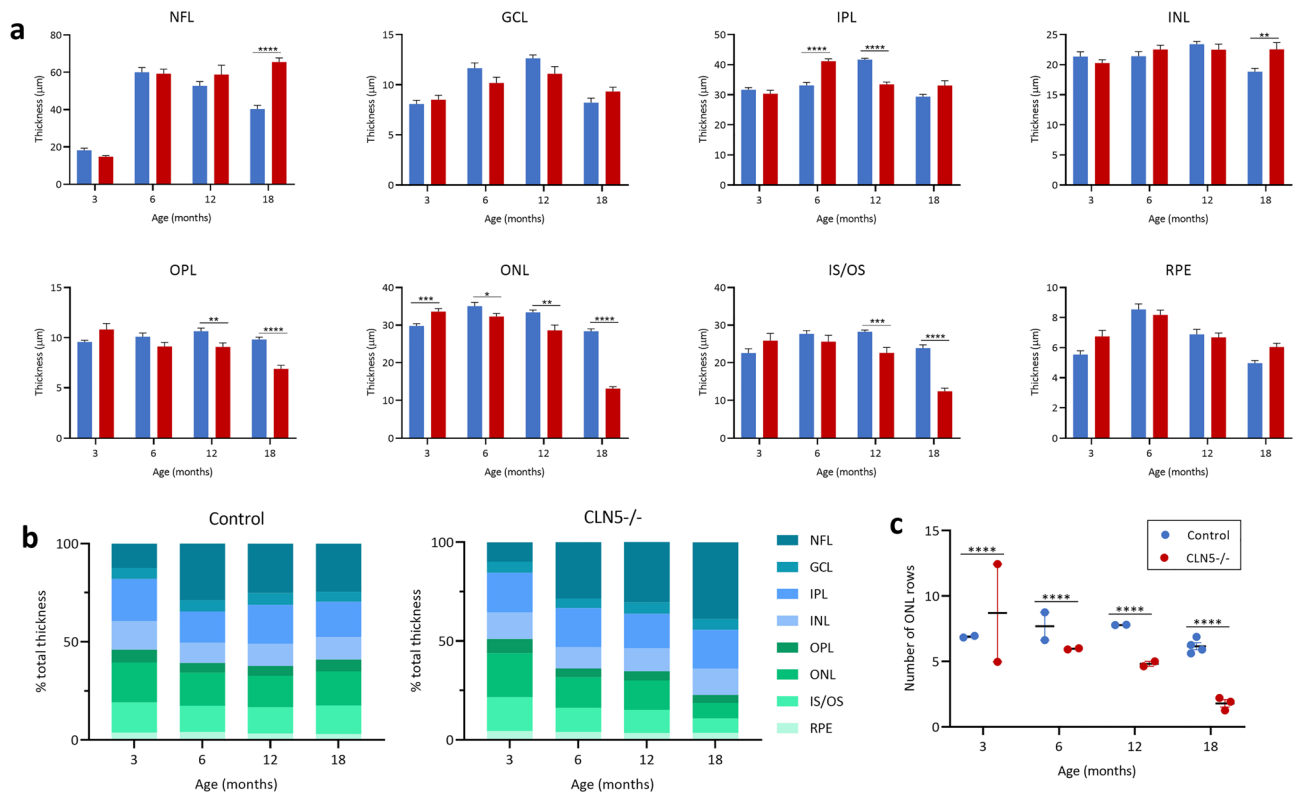 a
NFL
Thickness (µm)
80
60
40
20
0
****
3 6 12 18
Age (months)
GCL
Thickness (µm)
15
10
5
0
3 6 12 18
Age (months)
IPL
Thickness (µm)
50
40
30
20
10
0
**** ****
3 6 12 18
Age (months)
INL
Thickness (µm)
25
20
15
10
5
0
**
3 6 12 18
Age (months)
OPL
Thickness (µm)
15
10
5
0
** ****
3 6 12 18
Age (months)
ONL
Thickness (µm)
40
30
20
10
0
*** * ** ****
3 6 12 18
Age (months)
IS/OS
Thickness (µm)
40
30
20
10
0
*** ****
3 6 12 18
Age (months)
RPE
Thickness (µm)
10
8
6
4
2
0
3 6 12 18
Age (months)
b
Control
% total thickness
100
50
0
3 6 12 18
Age (months)
CLN5-/-
% total thickness
100
50
0
3 6 12 18
Age (months)
NFL
GCL
IPL
INL
OPL
ONL
IS/OS
RPE
c
Number of ONL rows
15
10
5
0
**** **** **** ****
Control
CLN5-/-
3 6 12 18
Age (months)